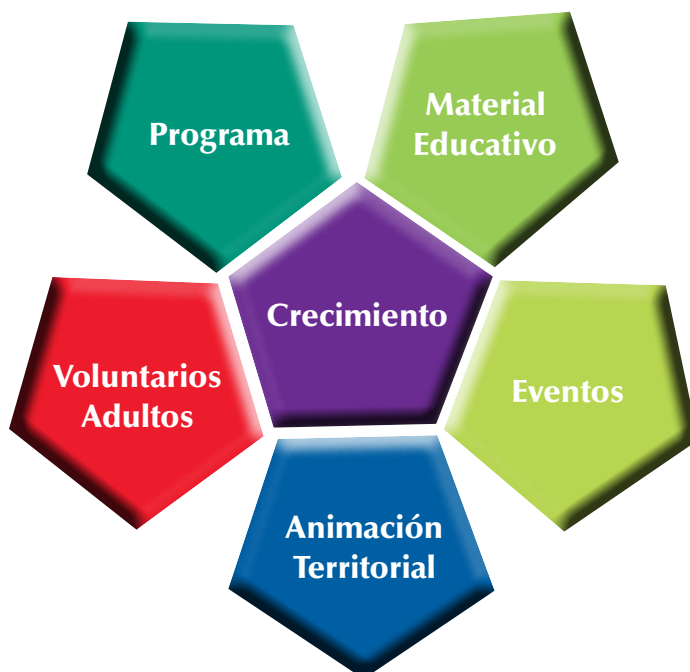 Programa
Material
Educativo
Crecimiento
Voluntarios
Adultos
Eventos
Animación
Territorial